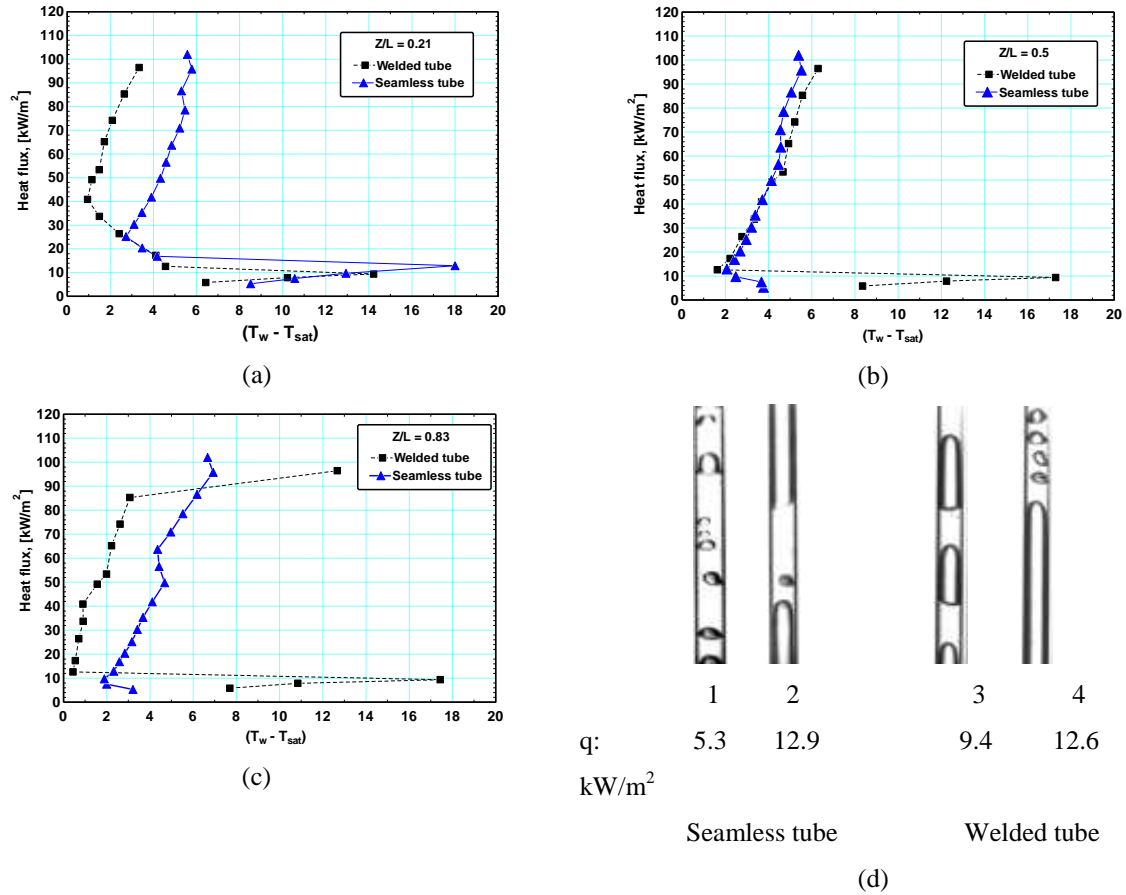 120
110
100
90
80
70
60
50
40
30
20
10
0
Heat flux, [kW/m2]
Z/L = 0.21
Welded tube
Seamless tube
0 2 4 6 8 10 12 14 16 18 20
(Tw - Tsat)
(a)
120
110
100
90
80
70
60
50
40
30
20
10
0
Heat flux, [kW/m2]
Z/L = 0.5
Welded tube
Seamless tube
0 2 4 6 8 10 12 14 16 18 20
(Tw - Tsat)
(b)
120
110
100
90
80
70
60
50
40
30
20
10
0
Heat flux, [kW/m2]
Z/L = 0.83
Welded tube
Seamless tube
0 2 4 6 8 10 12 14 16 18 20
(Tw - Tsat)
(c)
1 2 3 4
q: 5.3 12.9 9.4 12.6
kW/m2
Seamless tube Welded tube
(d)